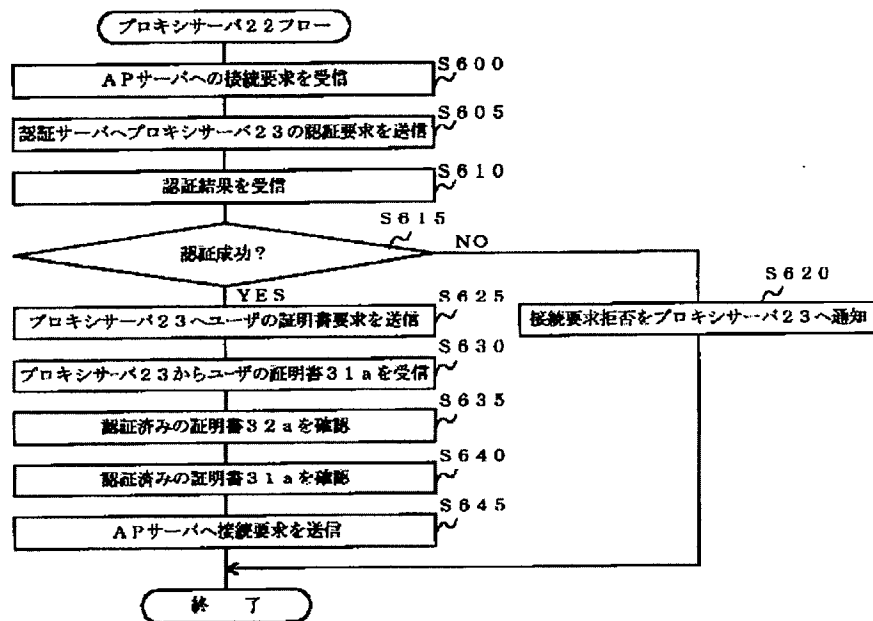 プロキシサーバ２２フロー
Ｓ６００
ＡＰサーバへの接続要求を受信
Ｓ６０５
認証サーバへプロキシサーバ２３の認証要求を送信
Ｓ６１０
認証結果を受信
Ｓ６１５
認証成功？
ＮＯ
ＹＥＳ
Ｓ６２０
接続要求拒否をプロキシサーバ２３へ通知
Ｓ６２５
プロキシサーバ２３へユーザの証明書要求を送信
Ｓ６３０
プロキシサーバ２３からユーザの証明書３１ａを受信
Ｓ６３５
認証済みの証明書３２ａを確認
Ｓ６４０
認証済みの証明書３１ａを確認
Ｓ６４５
ＡＰサーバへ接続要求を送信
終　了